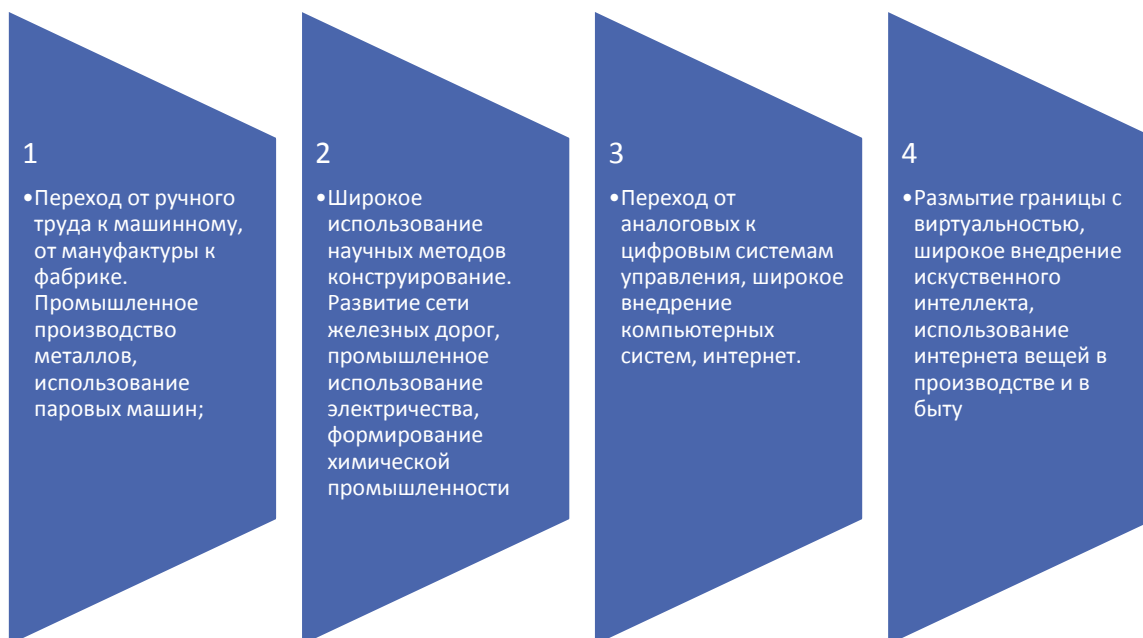 1
•Переход от ручного
труда к машинному,
от мануфактуры к
фабрике.
Промышленное
производство
металлов,
использование
паровых машин;
2
•Широкое
использование
научных методов
конструирование.
Развитие сети
железных дорог,
промышленное
использование
электричества,
формирование
химической
промышленности
3
•Переход от
аналоговых к
цифровым системам
управления, широкое
внедрение
компьютерных
систем, интернет.
4
•Размытие границы с
виртуальностью,
широкое внедрение
искуственного
интеллекта,
использование
интернета вещей в
производстве и в
быту